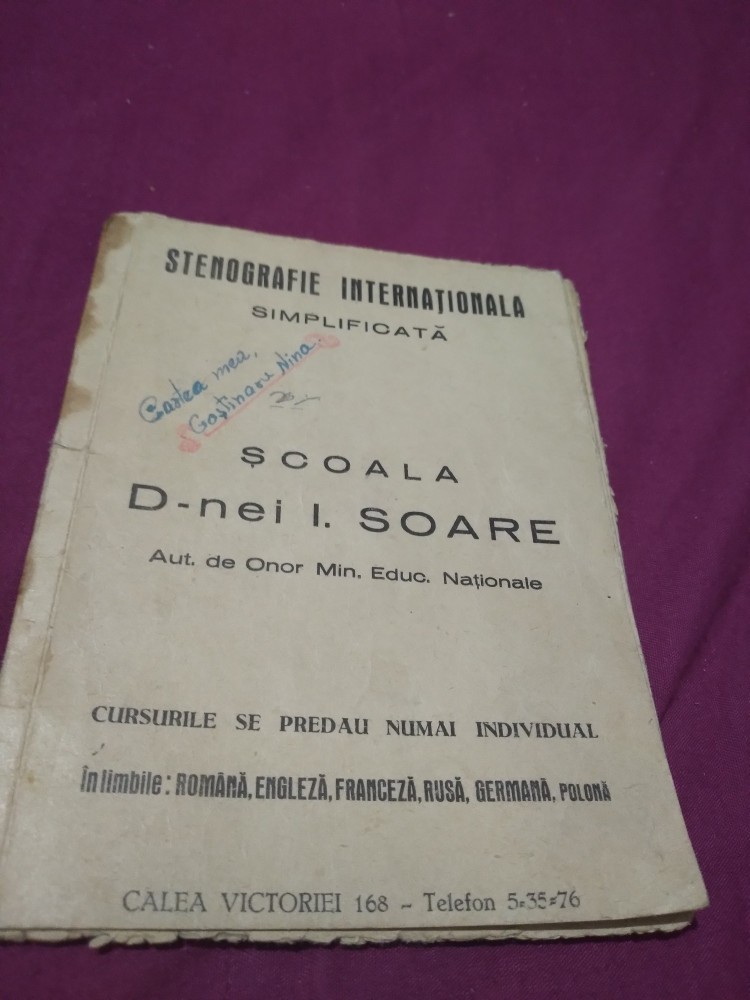 STENOGRAFIE INTERNAȚIONALA
SIMPLIFICATĂ
Cartea mea,
Goștinaru Nina
ȘCOALA
D-nei I. SOARE
Aut. de Onor Min. Educ. Naționale
CURSURILE SE PREDAU NUMAI INDIVIDUAL
În limbile: ROMÂNĂ, ENGLEZĂ, FRANCEZĂ, RUSĂ, GERMANĂ, POLONĂ
CALEA VICTORIEI 168 - Telefon 5=35=76